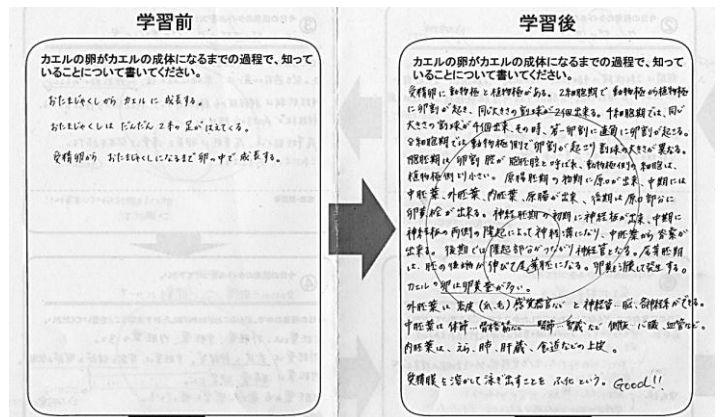 学習前
カエルの卵がカエルの成体になるまでの過程で、知って
いることについて書いてください。
おたまじゃくしから カエルに 成長する。
おたまじゃくしは だんだん 2本の 足が はえてくる。
受精卵から おたまじゃくしになるまで 卵の中で 成長する。
学習後
カエルの卵がカエルの成体になるまでの過程で、知って
いることについて書いてください。
受精卵に動物極と植物極がある。2細胞期で動物極から植物極
に卵割が起き、同じ大きさの割球が2個出来る。4細胞期では、同じ
大きさの割球が4個出来、その時、第一卵割に垂直に卵割が起こる。
8細胞期では動物極側で卵割が起こり割球の大きさが異なる。
胞胚期は卵割腔が胞胚腔と呼ばれ、動物極側の細胞は、
植物極側より小さい。原腸胚期の初期に原口が出来、中期には
中胚葉、外胚葉、内胚葉、原腸が出来、後期は原口部分に
卵黄栓が出来る。神経胚期の初期に神経板が出来、中期に
神経板の両側の隆起によって神経溝になり、中胚葉から脊索が
出来る。後期では隆起部分がつながり神経管となる。尾芽胚期
は、胚の後端が伸びて尾芽胚になる。
カエルの卵は卵黄量が多い。
外胚葉は表皮 感覚器官 と神経管…脳、ができる。
中胚葉は体節…骨格筋 腎節…腎臓など 側板…心臓、血管など。
内胚葉は、えら、肺、肝臓、食道などの上皮。
受精膜を溶かして泳ぎ出すことを ふ化という。 Good!!